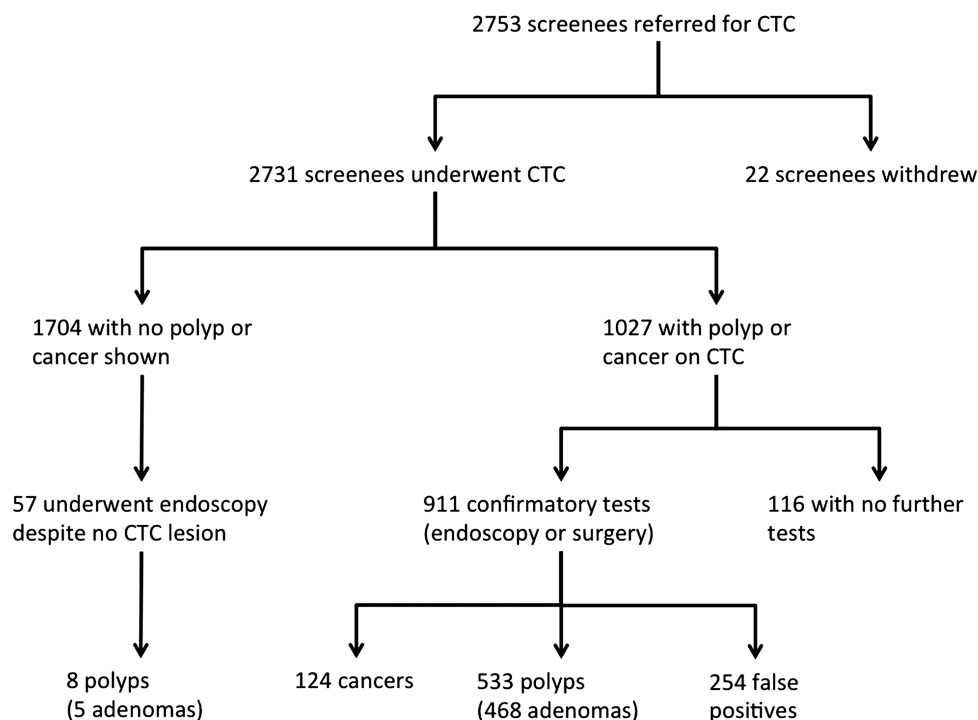 2753 screenees referred for CTC
2731 screenees underwent CTC
22 screenees withdrew
1704 with no polyp or
cancer shown
1027 with polyp or
cancer on CTC
57 underwent endoscopy
despite no CTC lesion
911 confirmatory tests
(endoscopy or surgery)
116 with no further
tests
8 polyps
(5 adenomas)
124 cancers
533 polyps
(468 adenomas)
254 false
positives